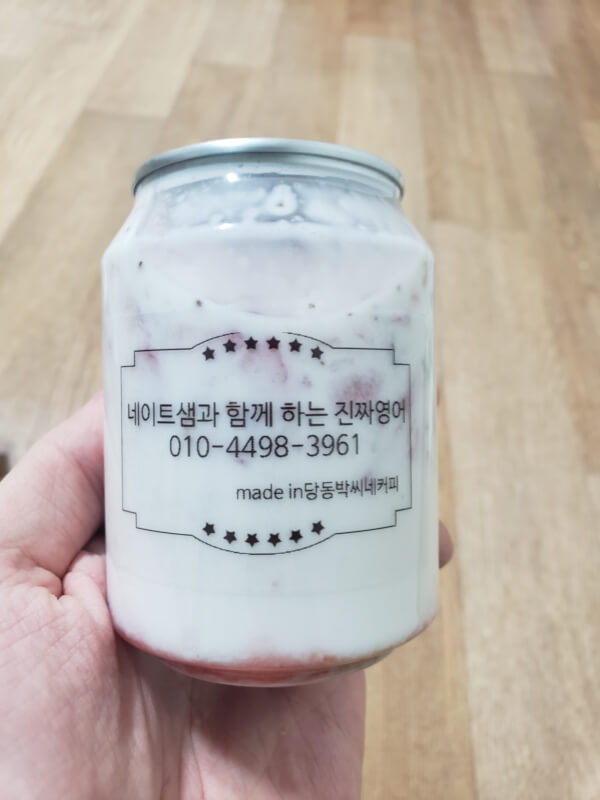 네이트샘과 함께 하는 진짜영어
010-4498-3961
made in당동박씨네커피